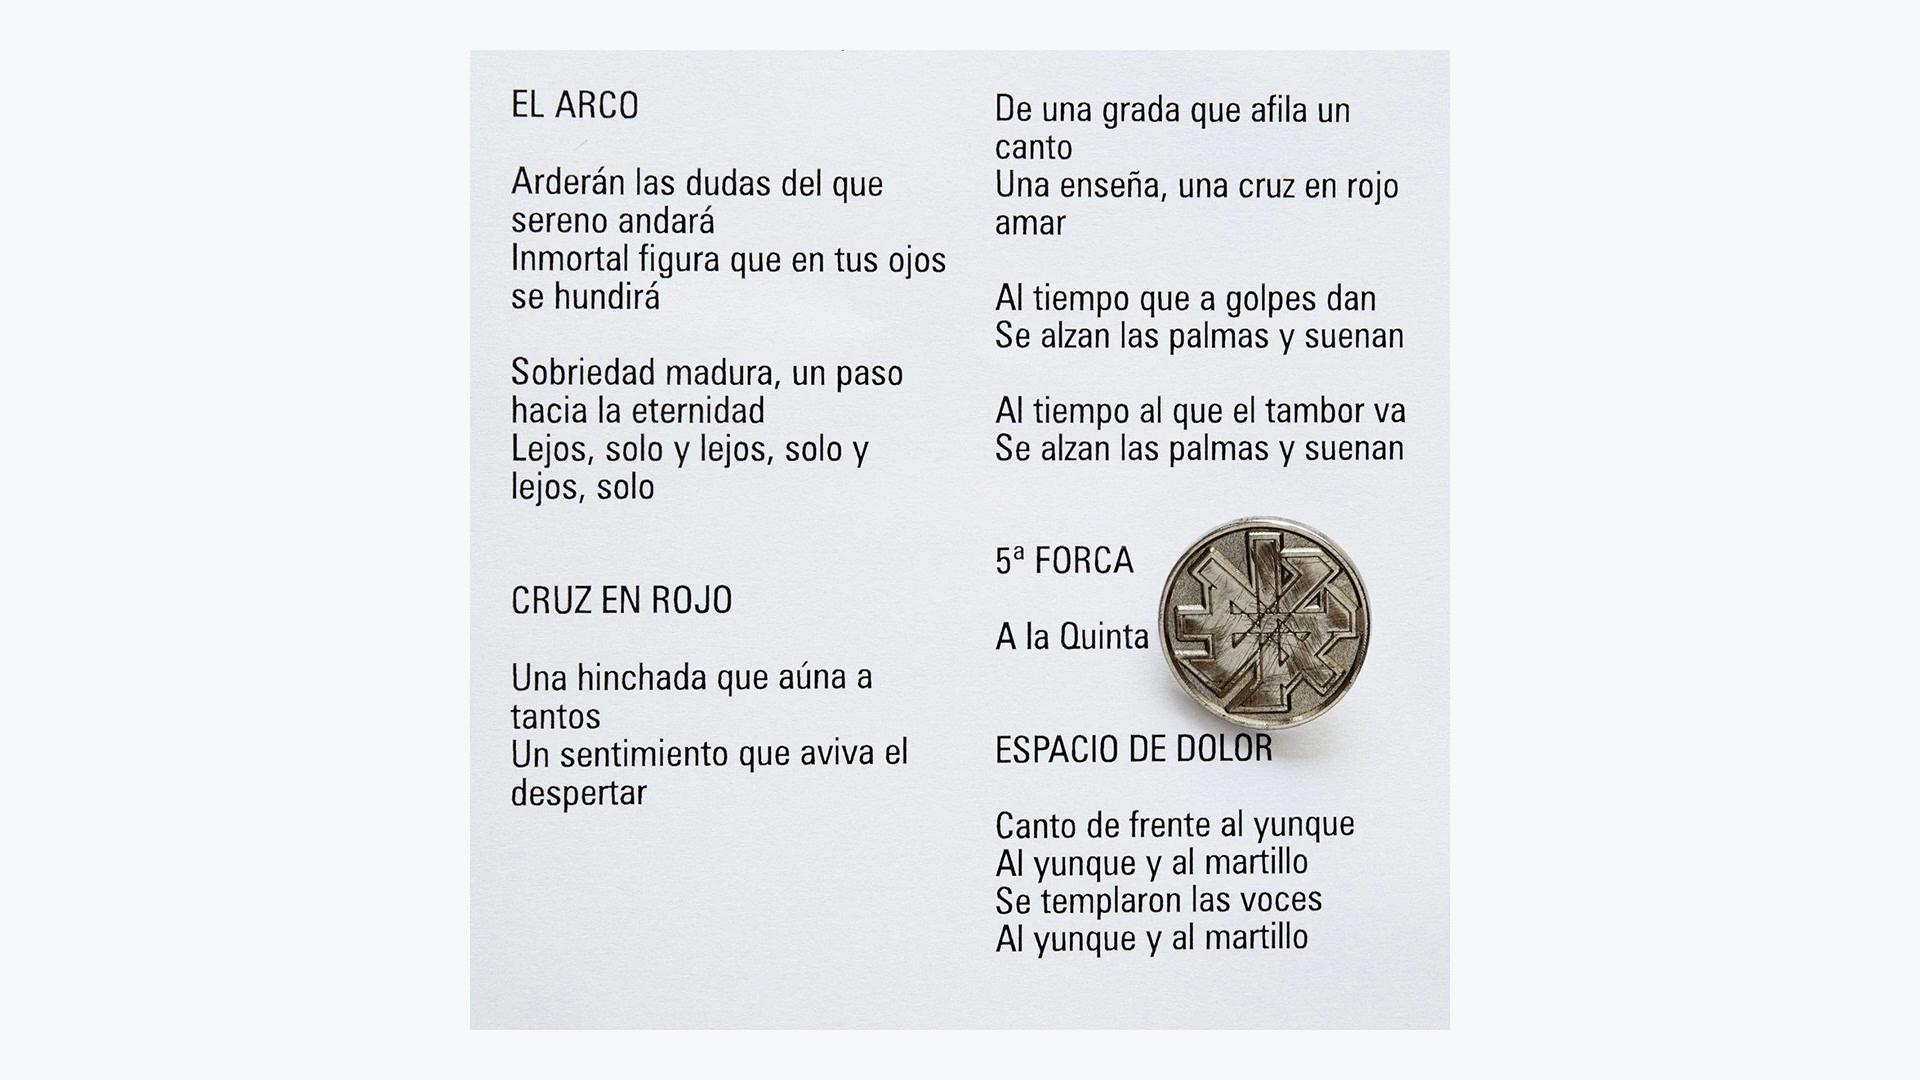 EL ARCO
Arderán las dudas del que
sereno andará
Inmortal figura que en tus ojos
se hundirá
Sobriedad madura, un paso
hacia la eternidad
Lejos, solo y lejos, solo y
lejos, solo
CRUZ EN ROJO
Una hinchada que aúna a
tantos
Un sentimiento que aviva el
despertar
De una grada que afila un
canto
Una enseña, una cruz en rojo
amar
Al tiempo que a golpes dan
Se alzan las palmas y suenan
Al tiempo al que el tambor va
Se alzan las palmas y suenan
5ª FORCA
A la Quinta
ESPACIO DE DOLOR
Canto de frente al yunque
Al yunque y al martillo
Se templaron las voces
Al yunque y al martillo